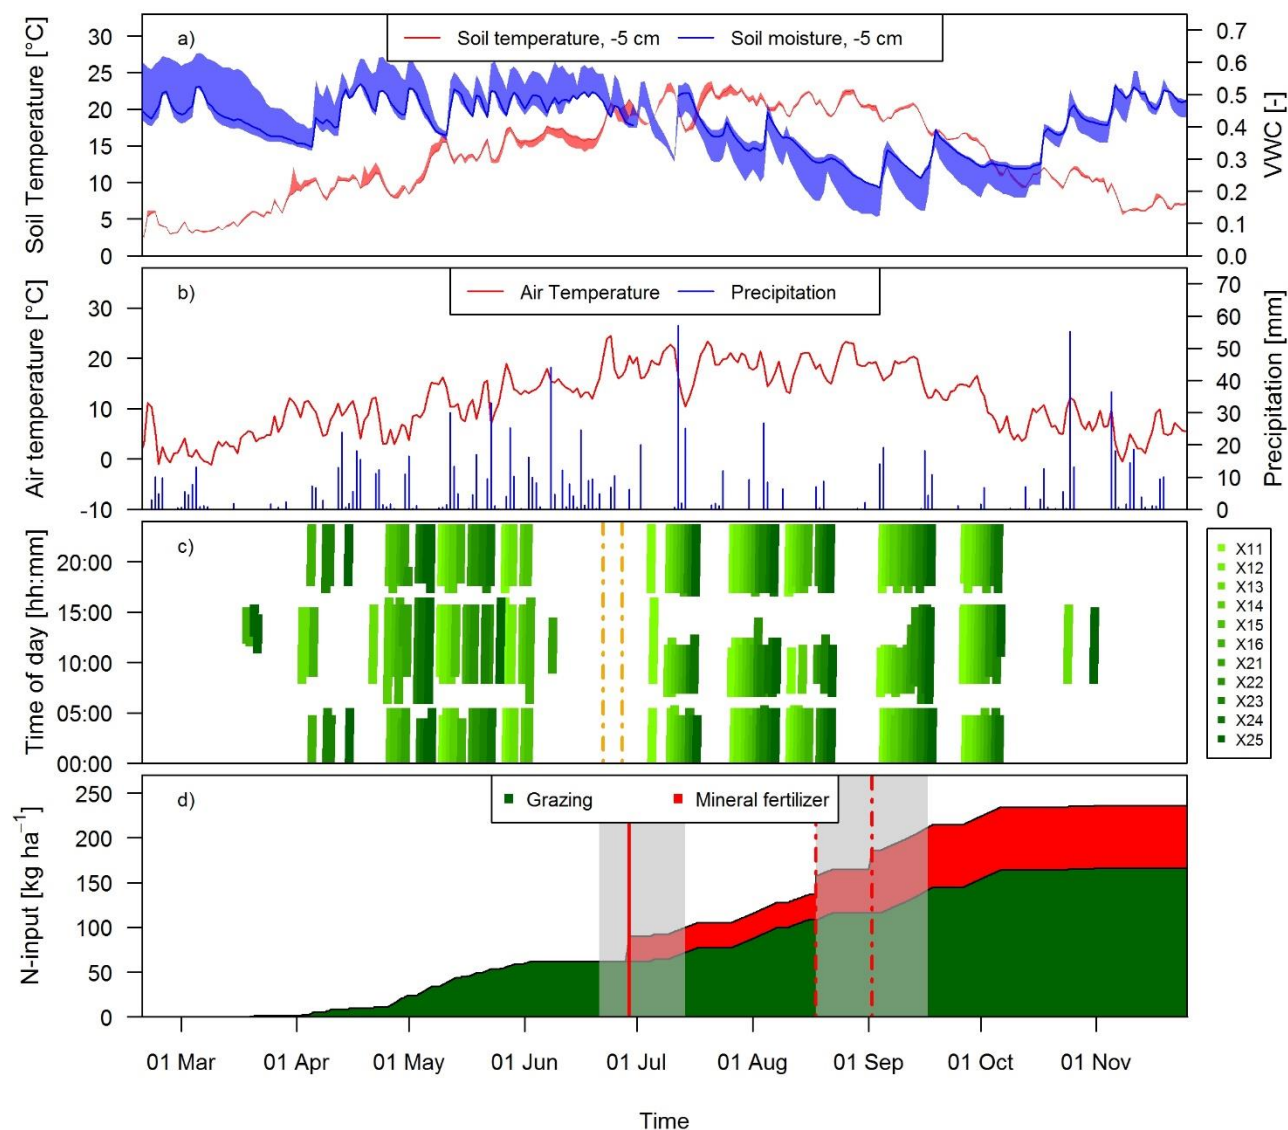 a)
Soil temperature, -5 cm
Soil moisture, -5 cm
Soil Temperature [°C]
30
25
20
15
10
5
0
0.7
0.6
0.5
0.4
0.3
0.2
0.1
0.0
VWC [-]
b)
Air Temperature
Precipitation
Air temperature [°C]
30
20
10
0
-10
70
60
50
40
30
20
10
0
Precipitation [mm]
c)
Time of day [hh:mm]
20:00
15:00
10:00
05:00
00:00
X11
X12
X13
X14
X15
X16
X21
X22
X23
X24
X25
d)
Grazing
Mineral fertilizer
N-input [kg ha⁻¹]
250
200
150
100
50
0
01 Mar
01 Apr
01 May
01 Jun
01 Jul
01 Aug
01 Sep
01 Oct
01 Nov
Time